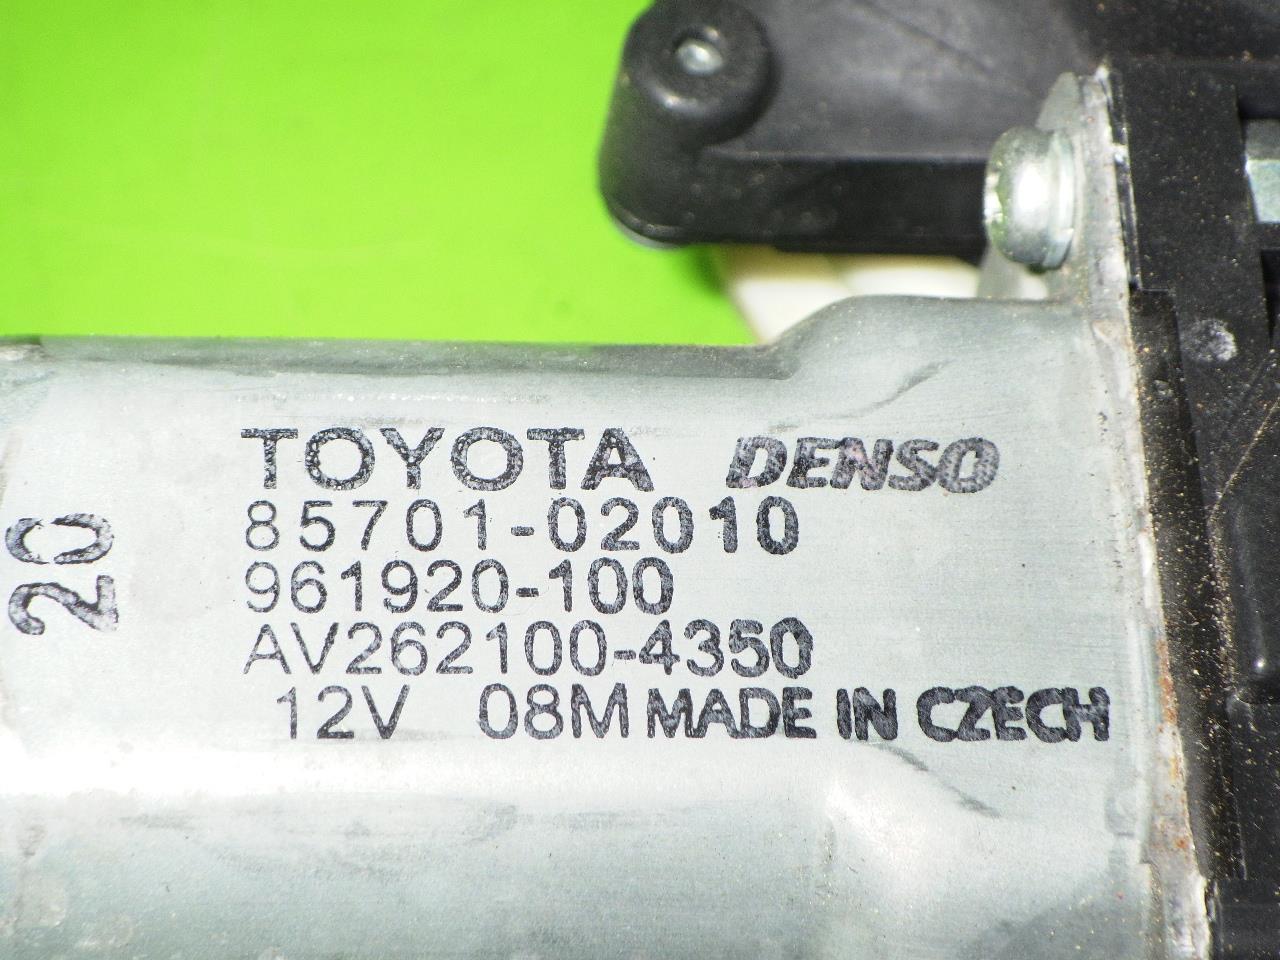 TOYOTA DENSO
85701-02010
961920-100
AV262100-4350
12V 08M MADE IN CZECH
20